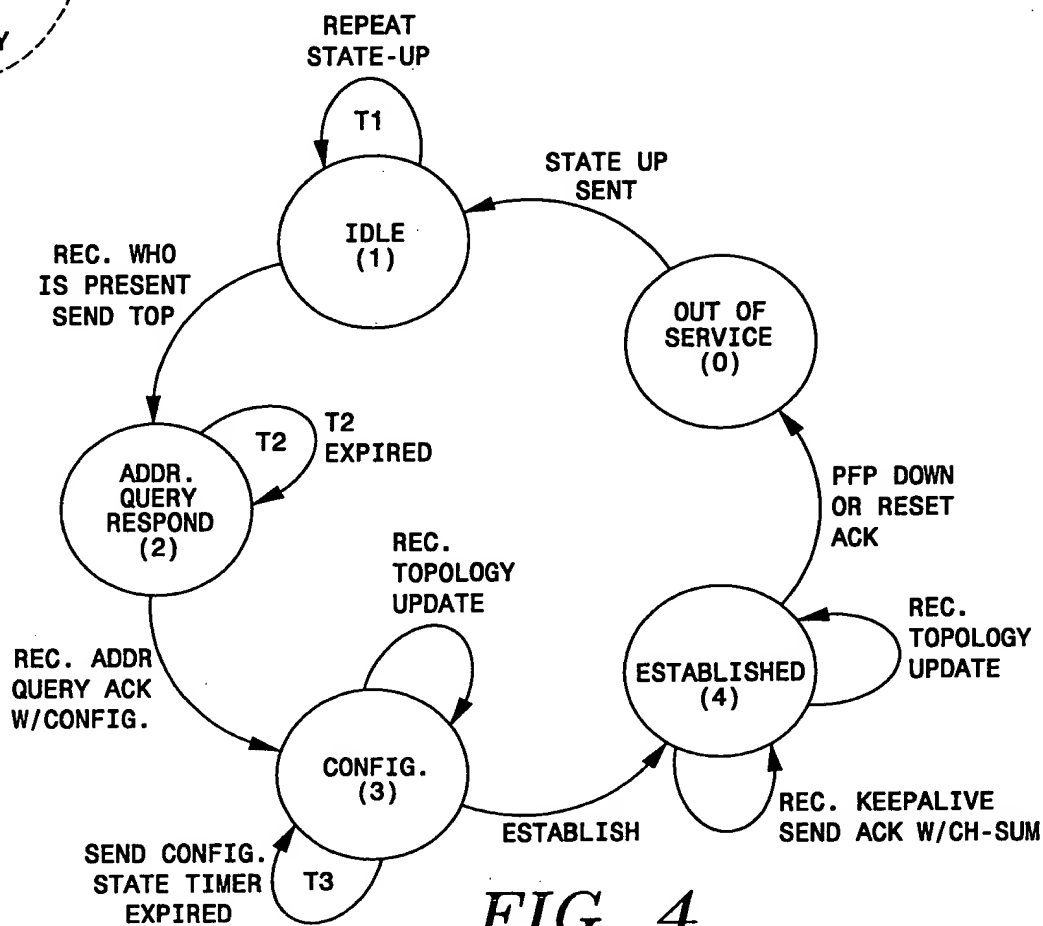 Y
REPEAT
STATE-UP
T1
STATE UP
SENT
IDLE
(1)
REC. WHO
IS PRESENT
SEND TOP
OUT OF
SERVICE
(0)
T2
T2
EXPIRED
ADDR.
QUERY
RESPOND
(2)
PFP DOWN
OR RESET
ACK
REC.
TOPOLOGY
UPDATE
REC.
TOPOLOGY
UPDATE
REC. ADDR
QUERY ACK
W/CONFIG.
ESTABLISHED
(4)
CONFIG.
(3)
ESTABLISH
REC. KEEPALIVE
SEND ACK W/CH-SUM
SEND CONFIG.
STATE TIMER
EXPIRED
T3
FIG. 4